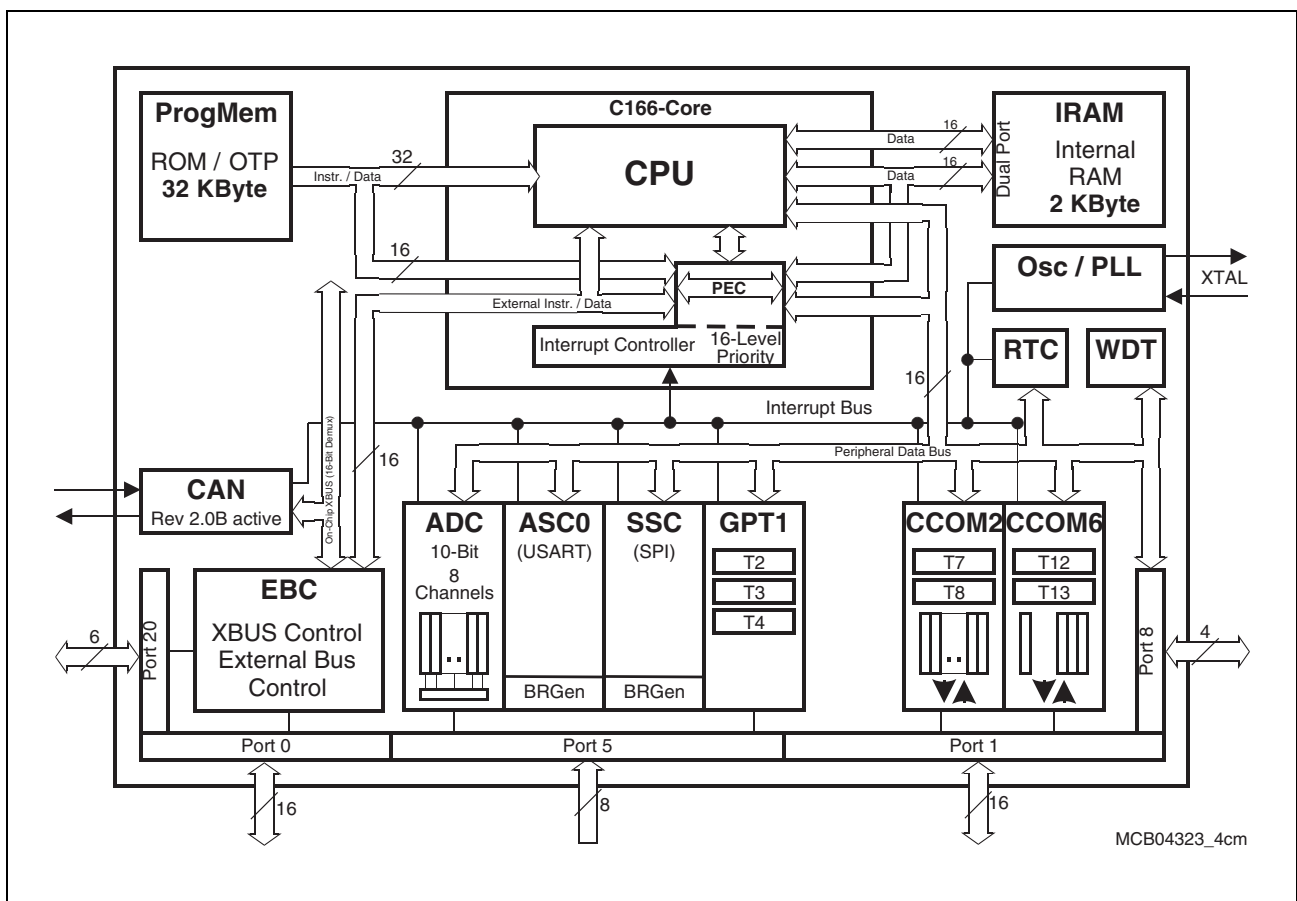 ProgMem
ROM / OTP
32 KByte
C166-Core
CPU
IRAM
Internal
RAM
2 KByte
Dual Port
16
Data
16
Data
32
Instr. / Data
16
External Instr. / Data
PEC
Interrupt Controller
16-Level
Priority
Osc / PLL
XTAL
RTC
WDT
16
Interrupt Bus
Peripheral Data Bus
16
On-Chip XBUS (16-Bit Demux)
CAN
Rev 2.0B active
EBC
XBUS Control
External Bus
Control
ADC
10-Bit
8
Channels
ASC0
(USART)
BRGen
SSC
(SPI)
BRGen
GPT1
T2
T3
T4
CCOM2
T7
T8
CCOM6
T12
T13
6
Port 20
Port 8
4
Port 0
Port 5
Port 1
16
8
16
MCB04323_4cm